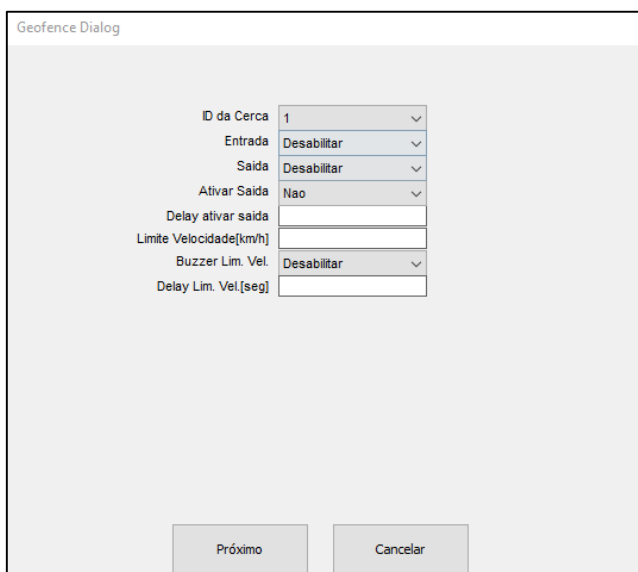 Geofence Dialog
ID da Cerca 1
Entrada Desabilitar
Saida Desabilitar
Ativar Saida Nao
Delay ativar saida
Limite Velocidade[km/h]
Buzzer Lim. Vel. Desabilitar
Delay Lim. Vel.[seg]
Próximo Cancelar